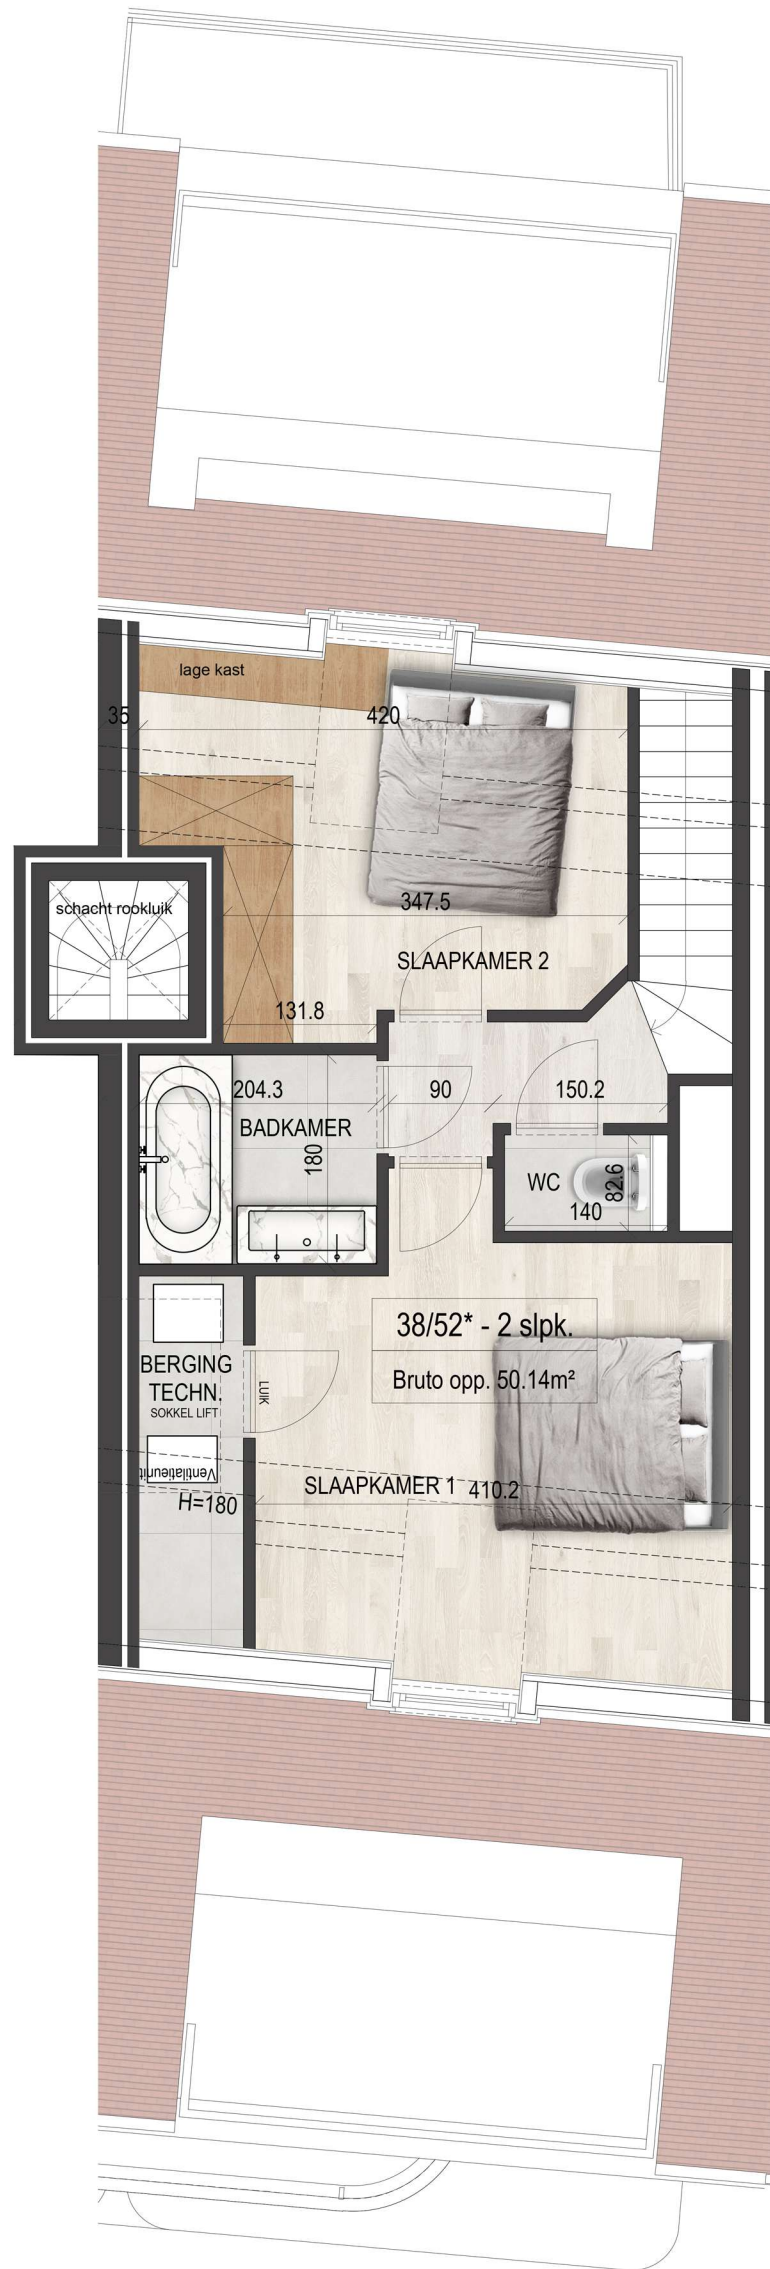 lage kast
35
420
schacht rookluik
347.5
SLAAPKAMER 2
131.8
204.3
90
150.2
BADKAMER
180
WC
82.6
140
38/52* - 2 slpk.
Bruto opp. 50.14m²
BERGING
TECHN.
SOKKEL LIFT
LUIK
Ventilatieunit
H=180
SLAAPKAMER 1
410.2